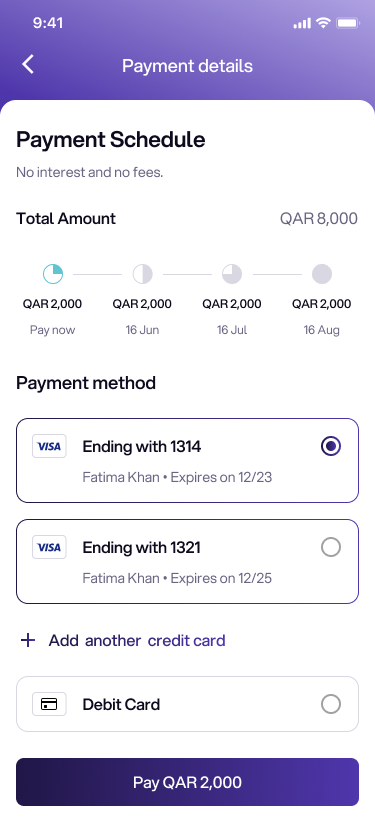 9:41
Payment details
Payment Schedule
No interest and no fees.
Total Amount QAR 8,000
QAR 2,000 QAR 2,000 QAR 2,000 QAR 2,000
Pay now 16 Jun 16 Jul 16 Aug
Payment method
VISA Ending with 1314
Fatima Khan • Expires on 12/23
VISA Ending with 1321
Fatima Khan • Expires on 12/25
+ Add another credit card
Debit Card
Pay QAR 2,000